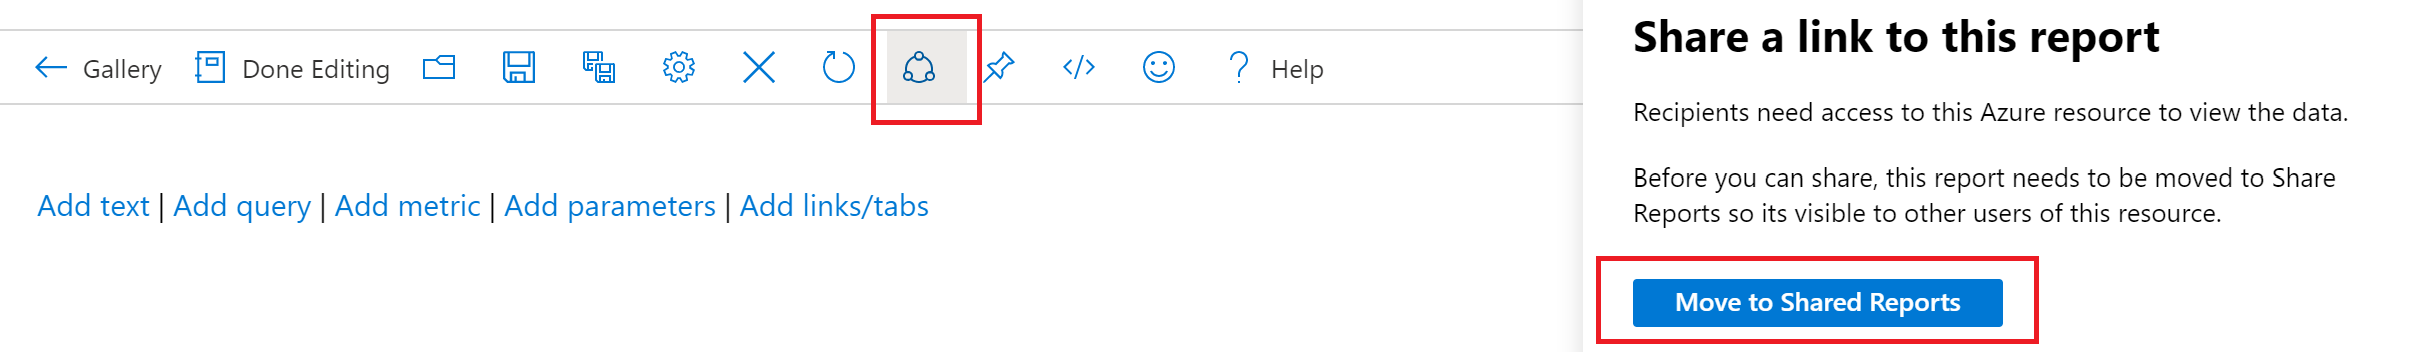 Gallery Done Editing Help
Add text | Add query | Add metric | Add parameters | Add links/tabs
Share a link to this report
Recipients need access to this Azure resource to view the data.
Before you can share, this report needs to be moved to Share
Reports so its visible to other users of this resource.
Move to Shared Reports